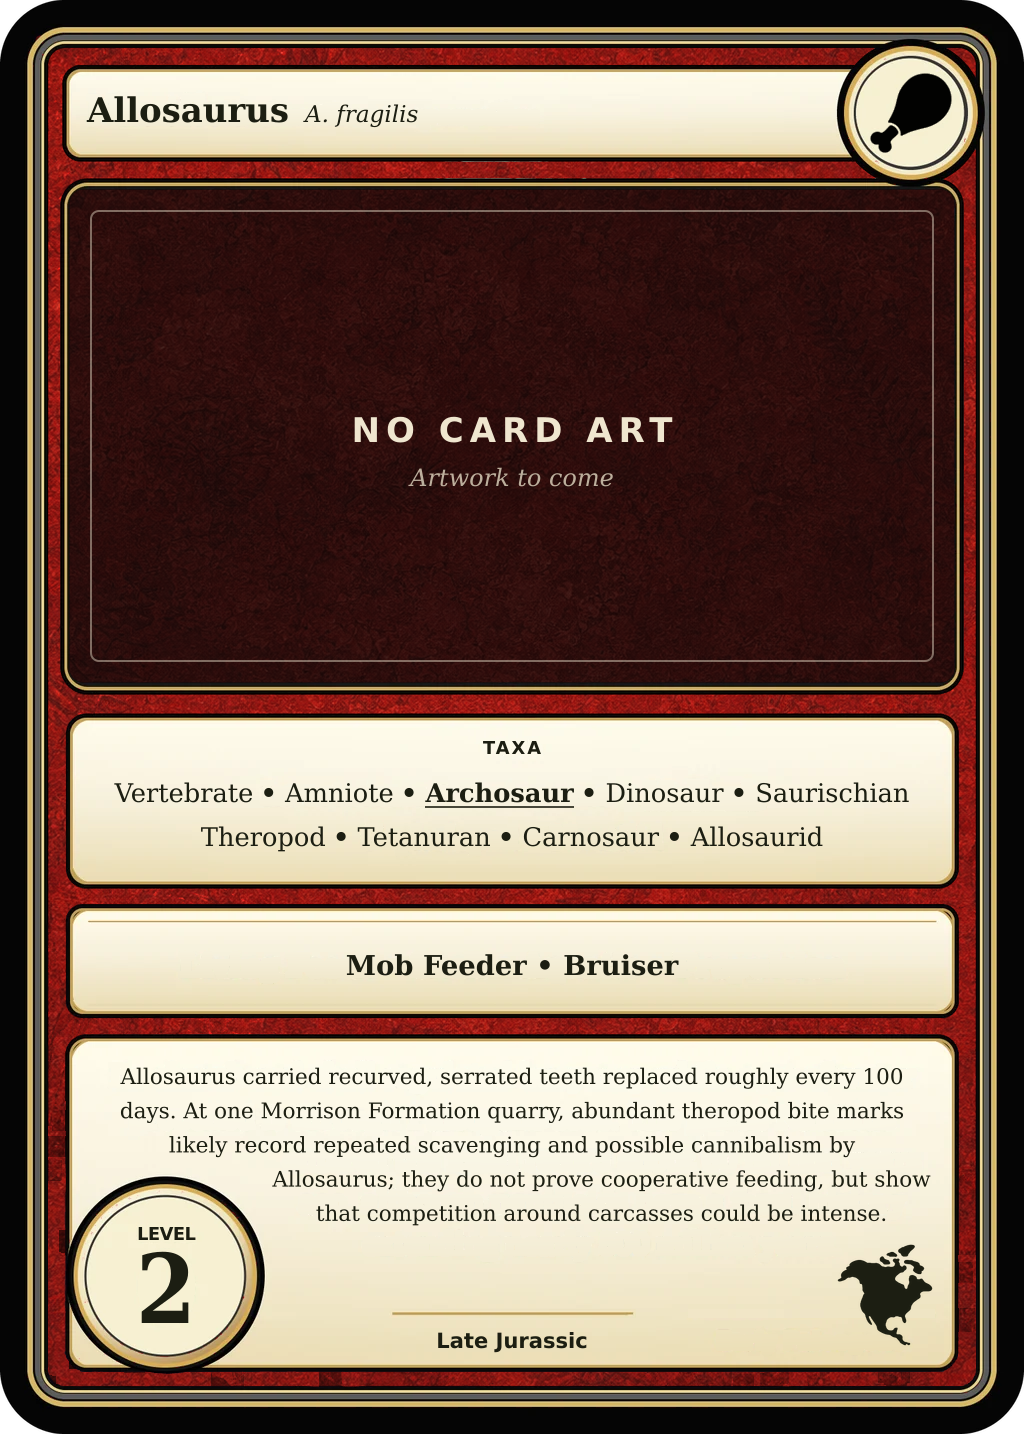 Allosaurus A. fragilis
NO CARD ART
Artwork to come
TAXA
Vertebrate • Amniote • Archosaur • Dinosaur • Saurischian
Theropod • Tetanuran • Carnosaur • Allosaurid
Mob Feeder • Bruiser
Allosaurus carried recurved, serrated teeth replaced roughly every 100
days. At one Morrison Formation quarry, abundant theropod bite marks
likely record repeated scavenging and possible cannibalism by
Allosaurus; they do not prove cooperative feeding, but show
that competition around carcasses could be intense.
LEVEL
2
Late Jurassic